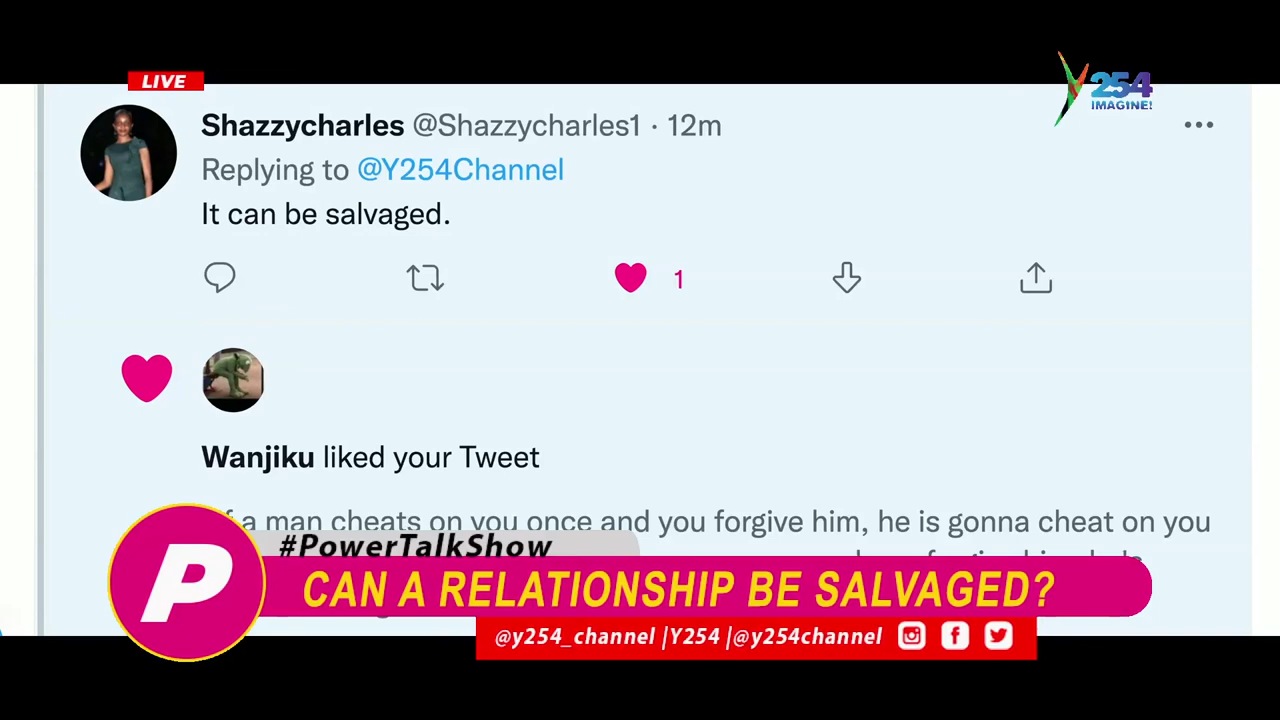 LIVE
Y254
IMAGINE!
Shazzycharles @Shazzycharles1 · 12m
Replying to @Y254Channel
It can be salvaged.
1
Wanjiku liked your Tweet
a man cheats on you once and you forgive him, he is gonna cheat on you
#PowerTalkShow
P
CAN A RELATIONSHIP BE SALVAGED?
@y254_channel |Y254 |@y254channel